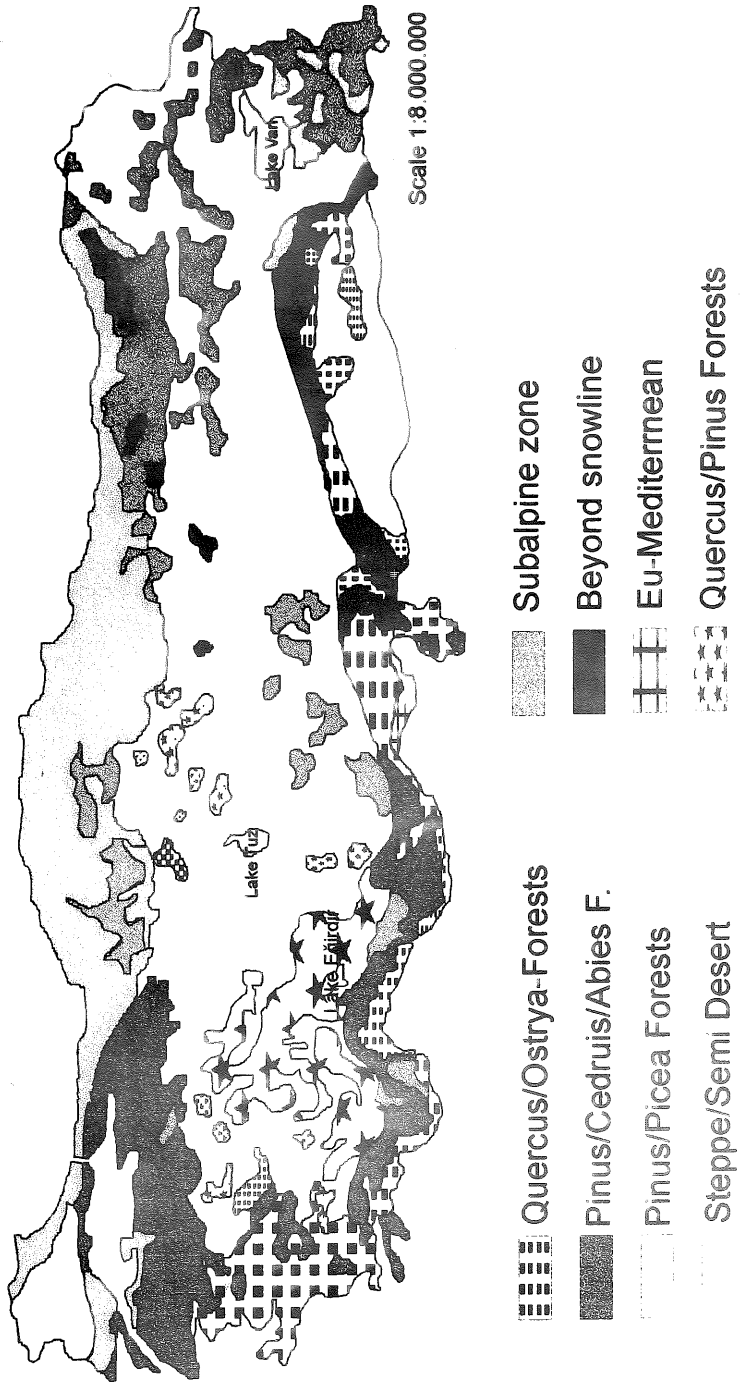 Lake Van
Lake Tuz
Lake Eğirdir
Scale 1:8.000.000
Quercus/Ostrya-Forests
Pinus/Cedruis/Abies F.
Pinus/Picea Forests
Steppe/Semi Desert
Subalpine zone
Beyond snowline
Eu-Mediterrnean
Quercus/Pinus Forests